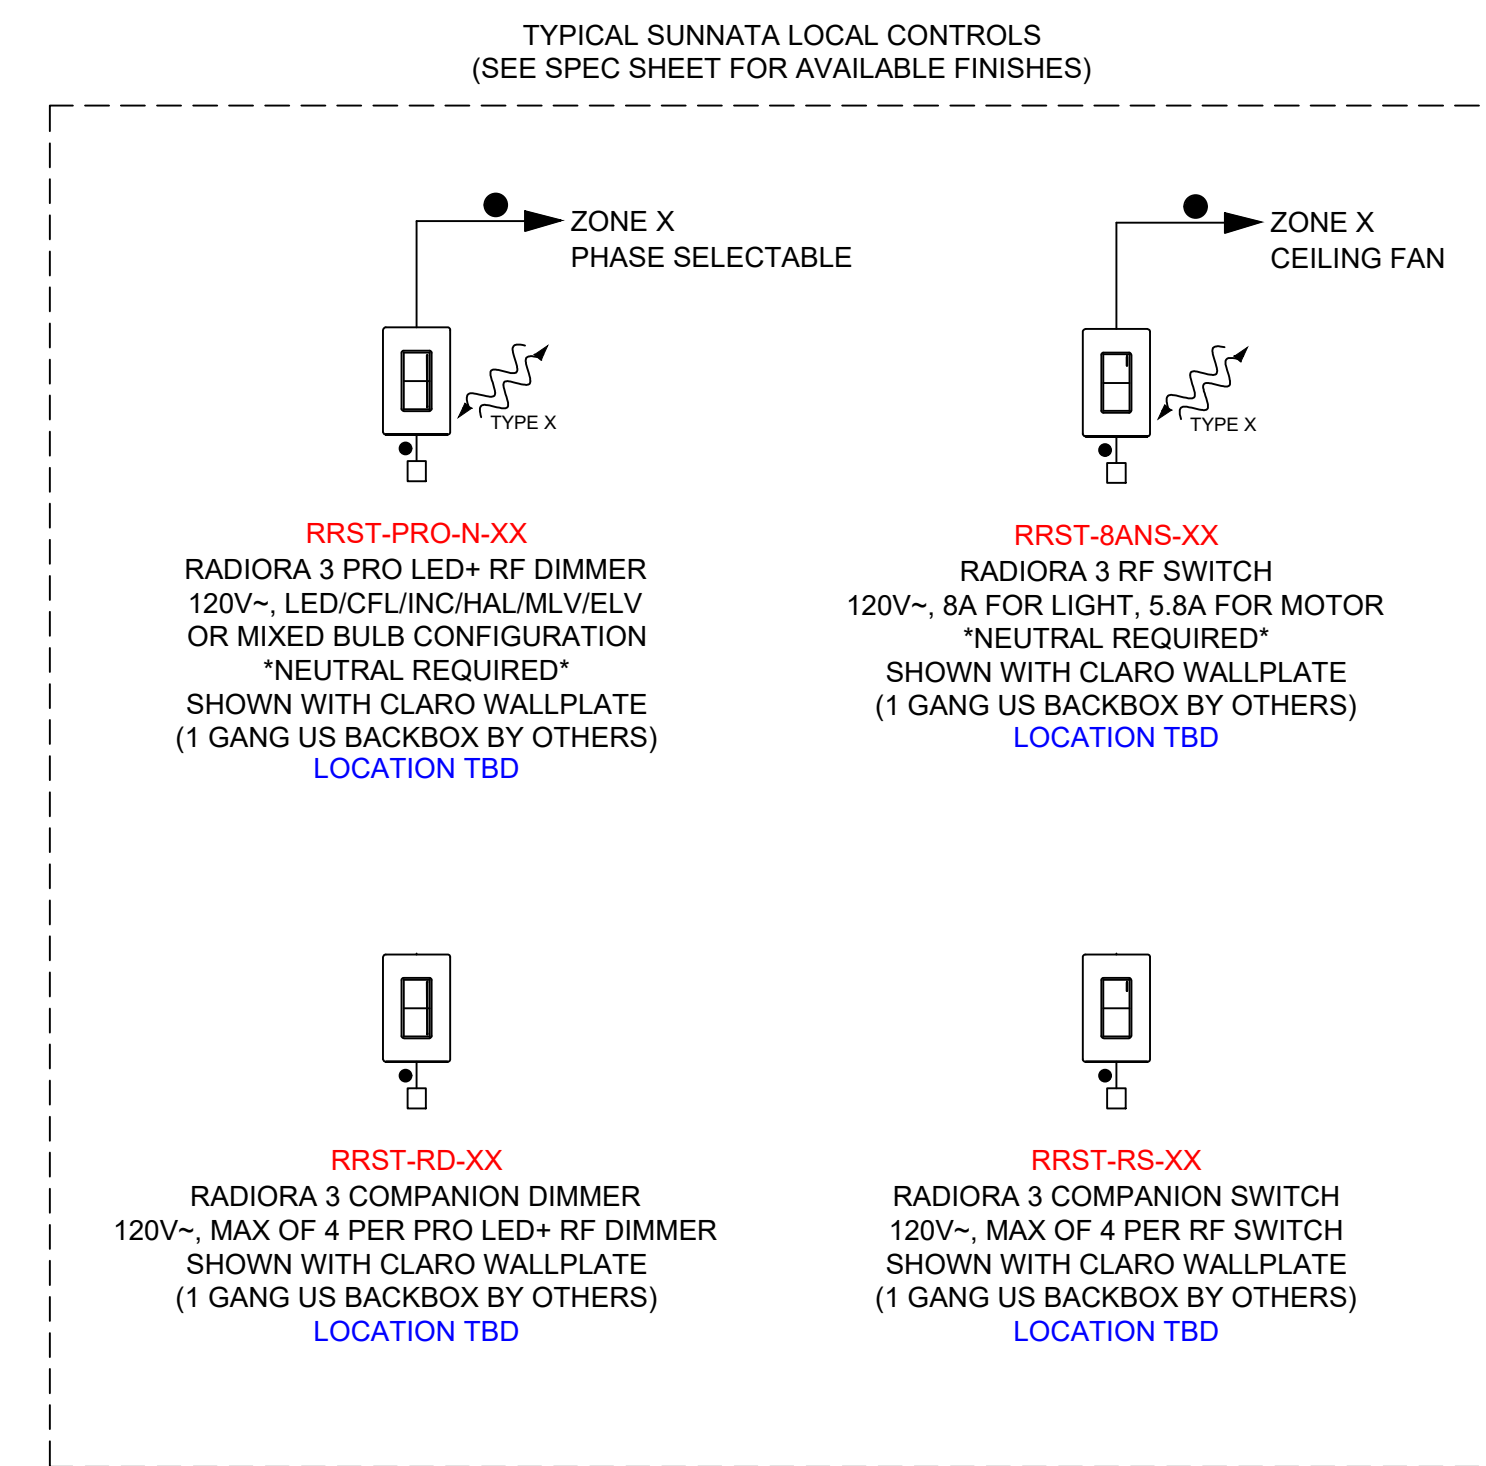 TYPICAL SUNNATA LOCAL CONTROLS
(SEE SPEC SHEET FOR AVAILABLE FINISHES)
ZONE X
PHASE SELECTABLE
TYPE X
RRST-PRO-N-XX
RADIORA 3 PRO LED+ RF DIMMER
120V~, LED/CFL/INC/HAL/MLV/ELV
OR MIXED BULB CONFIGURATION
*NEUTRAL REQUIRED*
SHOWN WITH CLARO WALLPLATE
(1 GANG US BACKBOX BY OTHERS)
LOCATION TBD
ZONE X
CEILING FAN
TYPE X
RRST-8ANS-XX
RADIORA 3 RF SWITCH
120V~, 8A FOR LIGHT, 5.8A FOR MOTOR
*NEUTRAL REQUIRED*
SHOWN WITH CLARO WALLPLATE
(1 GANG US BACKBOX BY OTHERS)
LOCATION TBD
RRST-RD-XX
RADIORA 3 COMPANION DIMMER
120V~, MAX OF 4 PER PRO LED+ RF DIMMER
SHOWN WITH CLARO WALLPLATE
(1 GANG US BACKBOX BY OTHERS)
LOCATION TBD
RRST-RS-XX
RADIORA 3 COMPANION SWITCH
120V~, MAX OF 4 PER RF SWITCH
SHOWN WITH CLARO WALLPLATE
(1 GANG US BACKBOX BY OTHERS)
LOCATION TBD